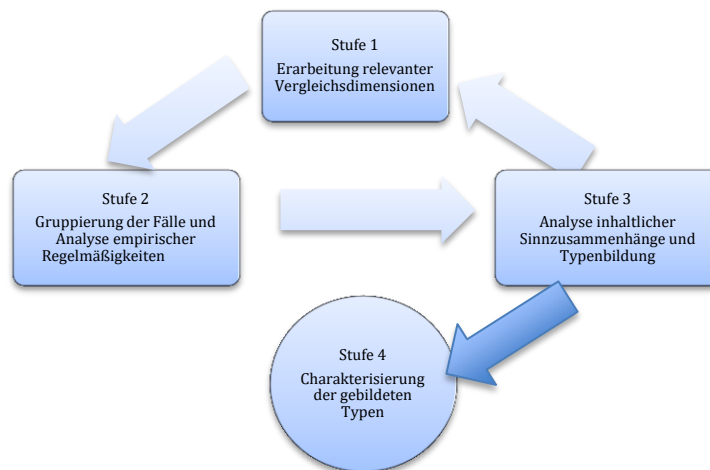 Stufe 1
Erarbeitung relevanter
Vergleichsdimensionen
Stufe 2
Gruppierung der Fälle und
Analyse empirischer
Regelmäßigkeiten
Stufe 3
Analyse inhaltlicher
Sinnzusammenhänge und
Typenbildung
Stufe 4
Charakterisierung
der gebildeten
Typen